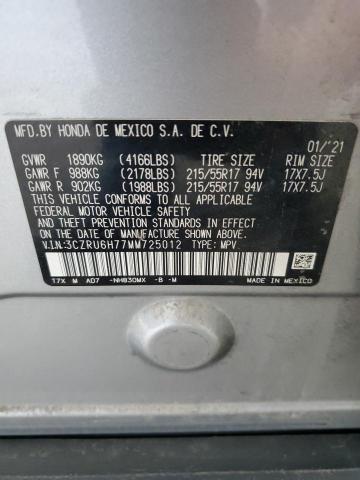 MFD.BY HONDA DE MEXICO S.A. DE C.V.
01/'21
GVWR 1890KG (4166LBS) TIRE SIZE RIM SIZE
GAWR F 988KG (2178LBS) 215/55R17 94V 17X7.5J
GAWR R 902KG (1988LBS) 215/55R17 94V 17X7.5J
THIS VEHICLE CONFORMS TO ALL APPLICABLE
FEDERAL MOTOR VEHICLE SAFETY, BUMPER,
AND THEFT PREVENTION STANDARDS IN EFFECT
ON THE DATE OF MANUFACTURE SHOWN ABOVE.
V.I.N:3CZRU6H77MM725012 TYPE: MPV
T7X M AD7 -NH830MX -B -M MADE IN MEXICO